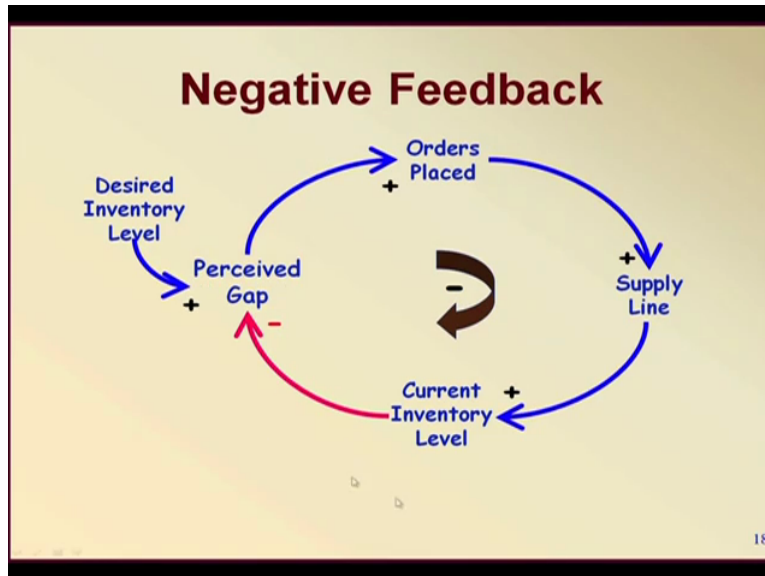 Negative Feedback
Orders
Placed
+
Desired
Inventory
Level
+
Perceived
Gap
+
Supply
Line
-
-
Current
Inventory
Level
+
18